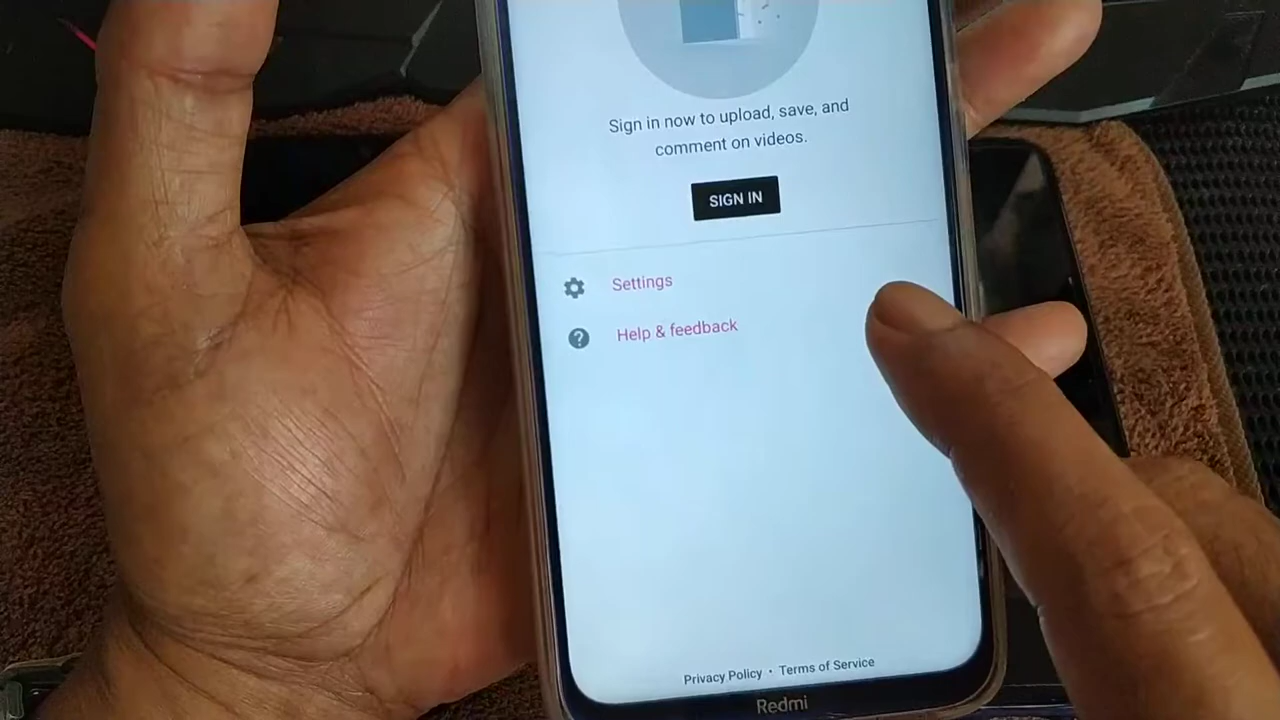 Sign in now to upload, save, and
comment on videos.
SIGN IN
Settings
Help & feedback
Privacy Policy • Terms of Service
Redmi